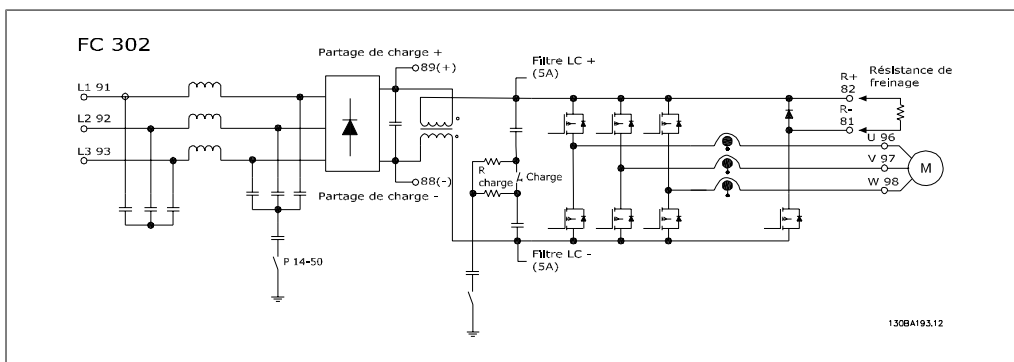 FC 302
Partage de charge +
89(+)
Filtre LC +
(5A)
R+
82
Résistance de
freinage
L1 91
L2 92
L3 93
R-
81
U 96
V 97
W 98
M
R
charge
Charge
88(-)
Partage de charge -
Filtre LC -
(5A)
P 14-50
130BA193.12